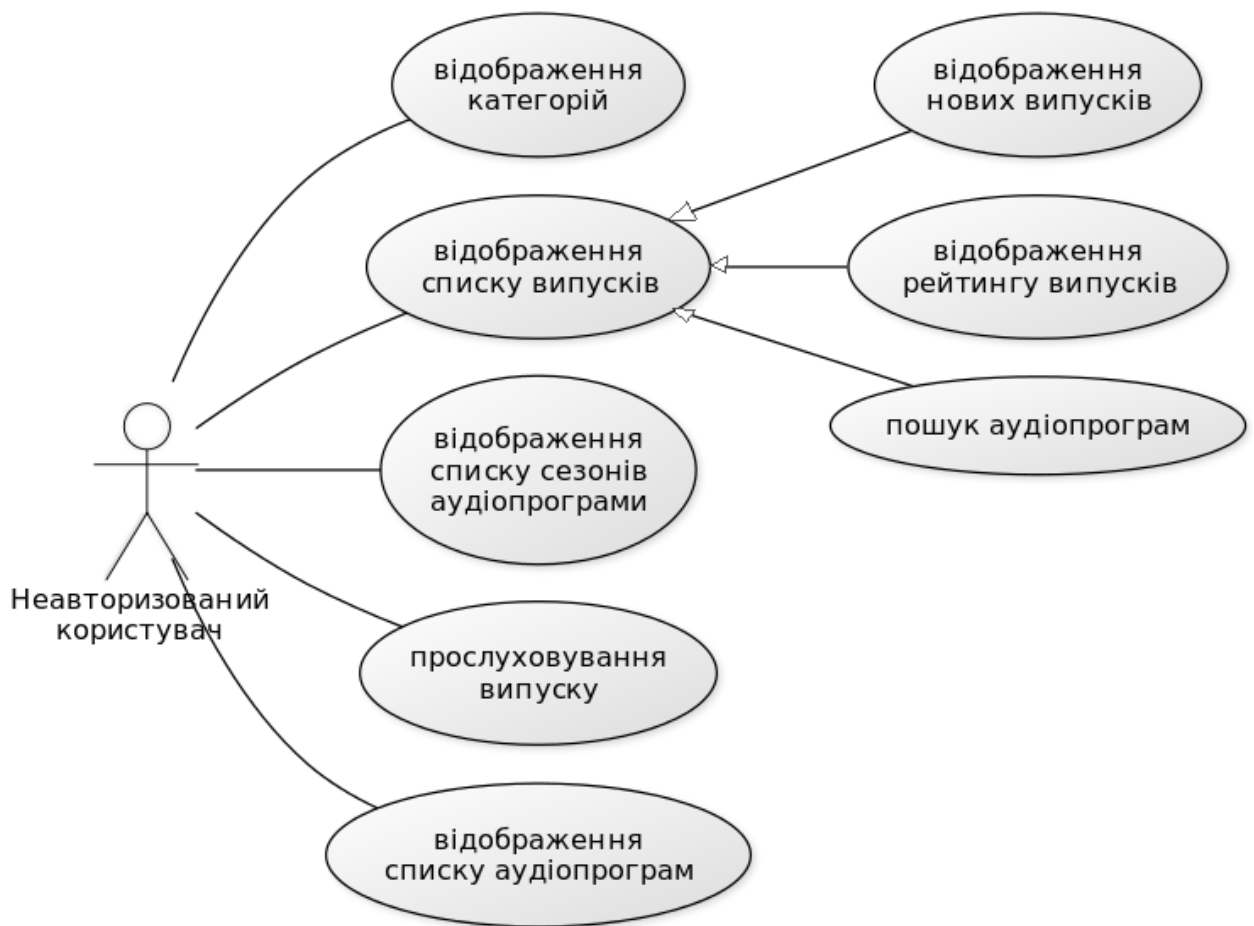 відображення
категорій
відображення
нових випусків
відображення
списку випусків
відображення
рейтингу випусків
відображення
списку сезонів
аудіопрограми
пошук аудіопрограм
Неавторизований
користувач
прослуховування
випуску
відображення
списку аудіопрограм